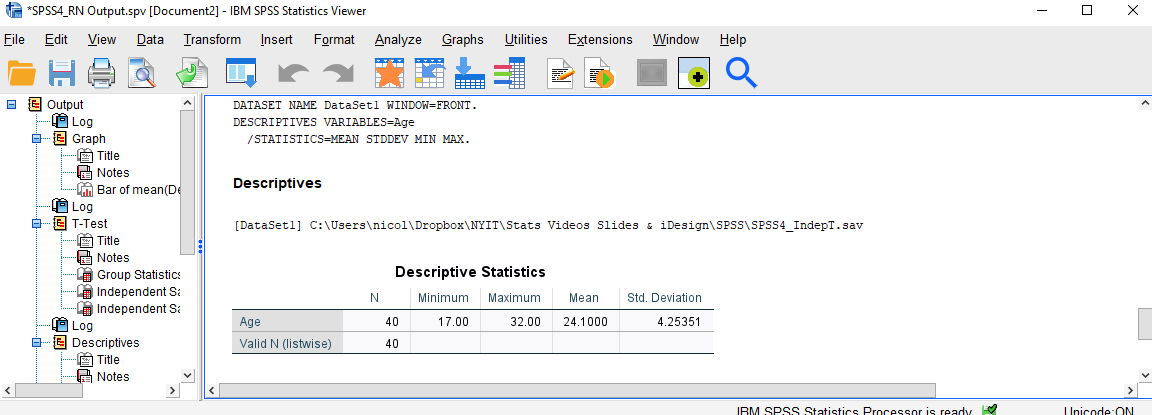 *SPSS4_RN Output.spv [Document2] - IBM SPSS Statistics Viewer
File Edit View Data Transform Insert Format Analyze Graphs Utilities Extensions Window Help
Output
Log
Graph
Title
Notes
Bar of mean(De
Log
T-Test
Title
Notes
Group Statistics
Independent Sa
Independent Sa
Log
Descriptives
Title
Notes
DATASET NAME DataSet1 WINDOW=FRONT.
DESCRIPTIVES VARIABLES=Age
/STATISTICS=MEAN STDDEV MIN MAX.
Descriptives
[DataSet1] C:\Users\nicol\Dropbox\NYIT\Stats Videos Slides & iDesign\SPSS\SPSS4_IndepT.sav
Descriptive Statistics
N Minimum Maximum Mean Std. Deviation
Age 40 17.00 32.00 24.1000 4.25351
Valid N (listwise) 40
IBM SPSS Statistics Processor is ready Unicode:ON